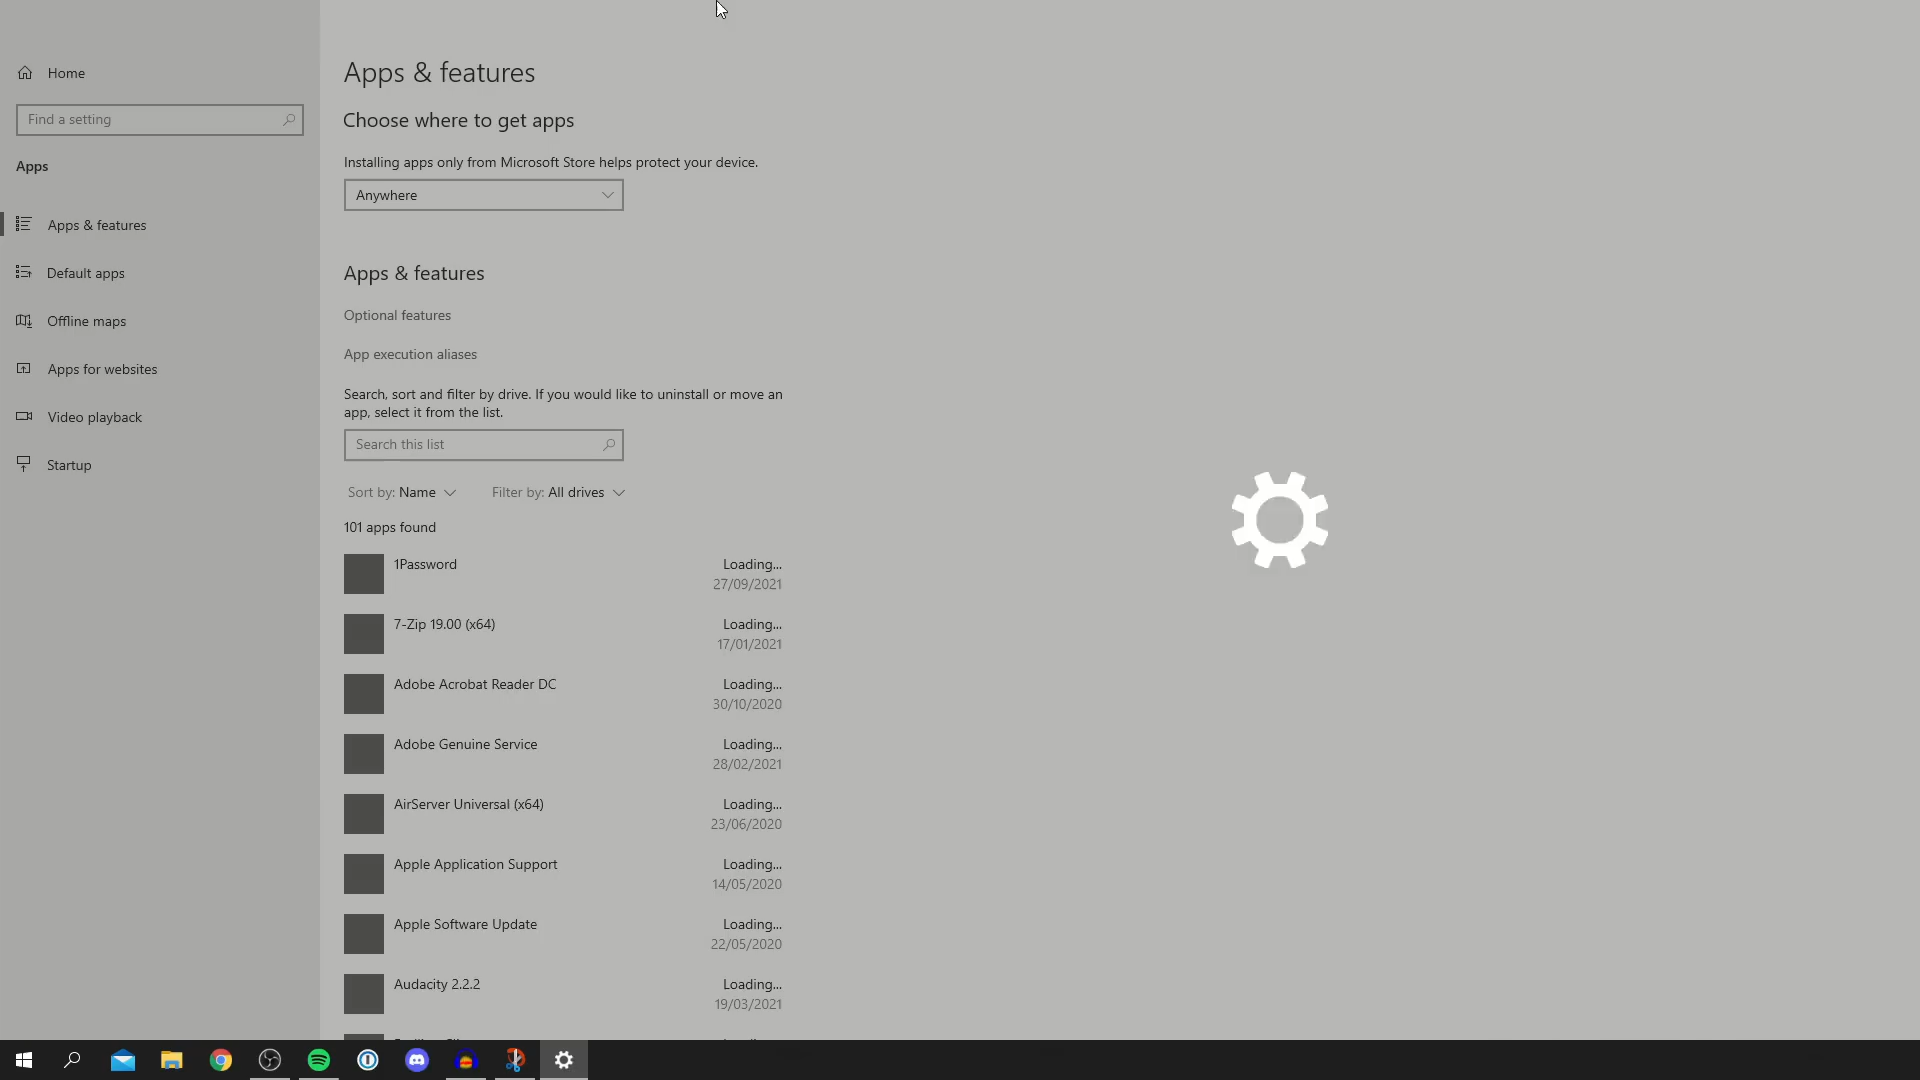 Home
Find a setting
Apps
Apps & features
Default apps
Offline maps
Apps for websites
Video playback
Startup
Apps & features
Choose where to get apps
Installing apps only from Microsoft Store helps protect your device.
Anywhere
Apps & features
Optional features
App execution aliases
Search, sort and filter by drive. If you would like to uninstall or move an
app, select it from the list.
Search this list
Sort by: Name Filter by: All drives
101 apps found
1Password Loading...
27/09/2021
7-Zip 19.00 (x64) Loading...
17/01/2021
Adobe Acrobat Reader DC Loading...
30/10/2020
Adobe Genuine Service Loading...
28/02/2021
AirServer Universal (x64) Loading...
23/06/2020
Apple Application Support Loading...
14/05/2020
Apple Software Update Loading...
22/05/2020
Audacity 2.2.2 Loading...
19/03/2021